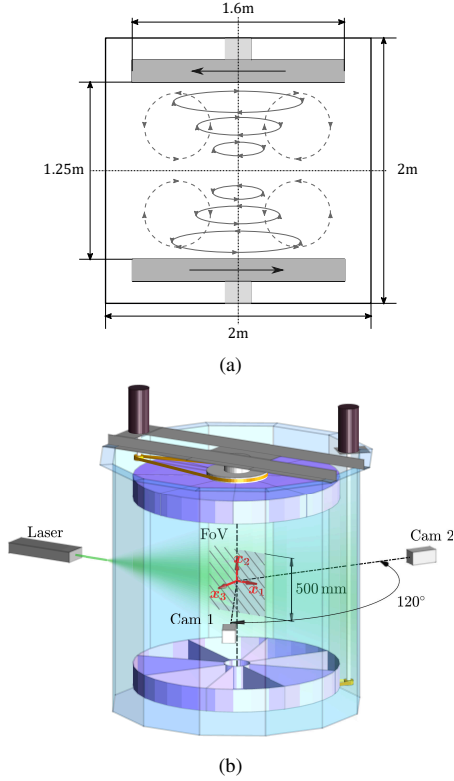 1.6m
1.25m
2m
2m
(a)
Laser
FoV
Cam 2
x₂
x₁
500 mm
x₃
120°
Cam 1
(b)